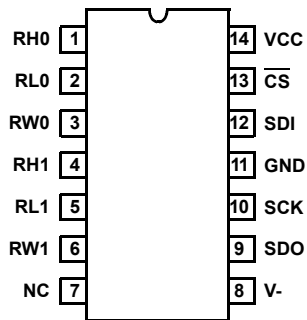 RH0 1 14 VCC
RL0 2 13 CS
RW0 3 12 SDI
RH1 4 11 GND
RL1 5 10 SCK
RW1 6 9 SDO
NC 7 8 V-